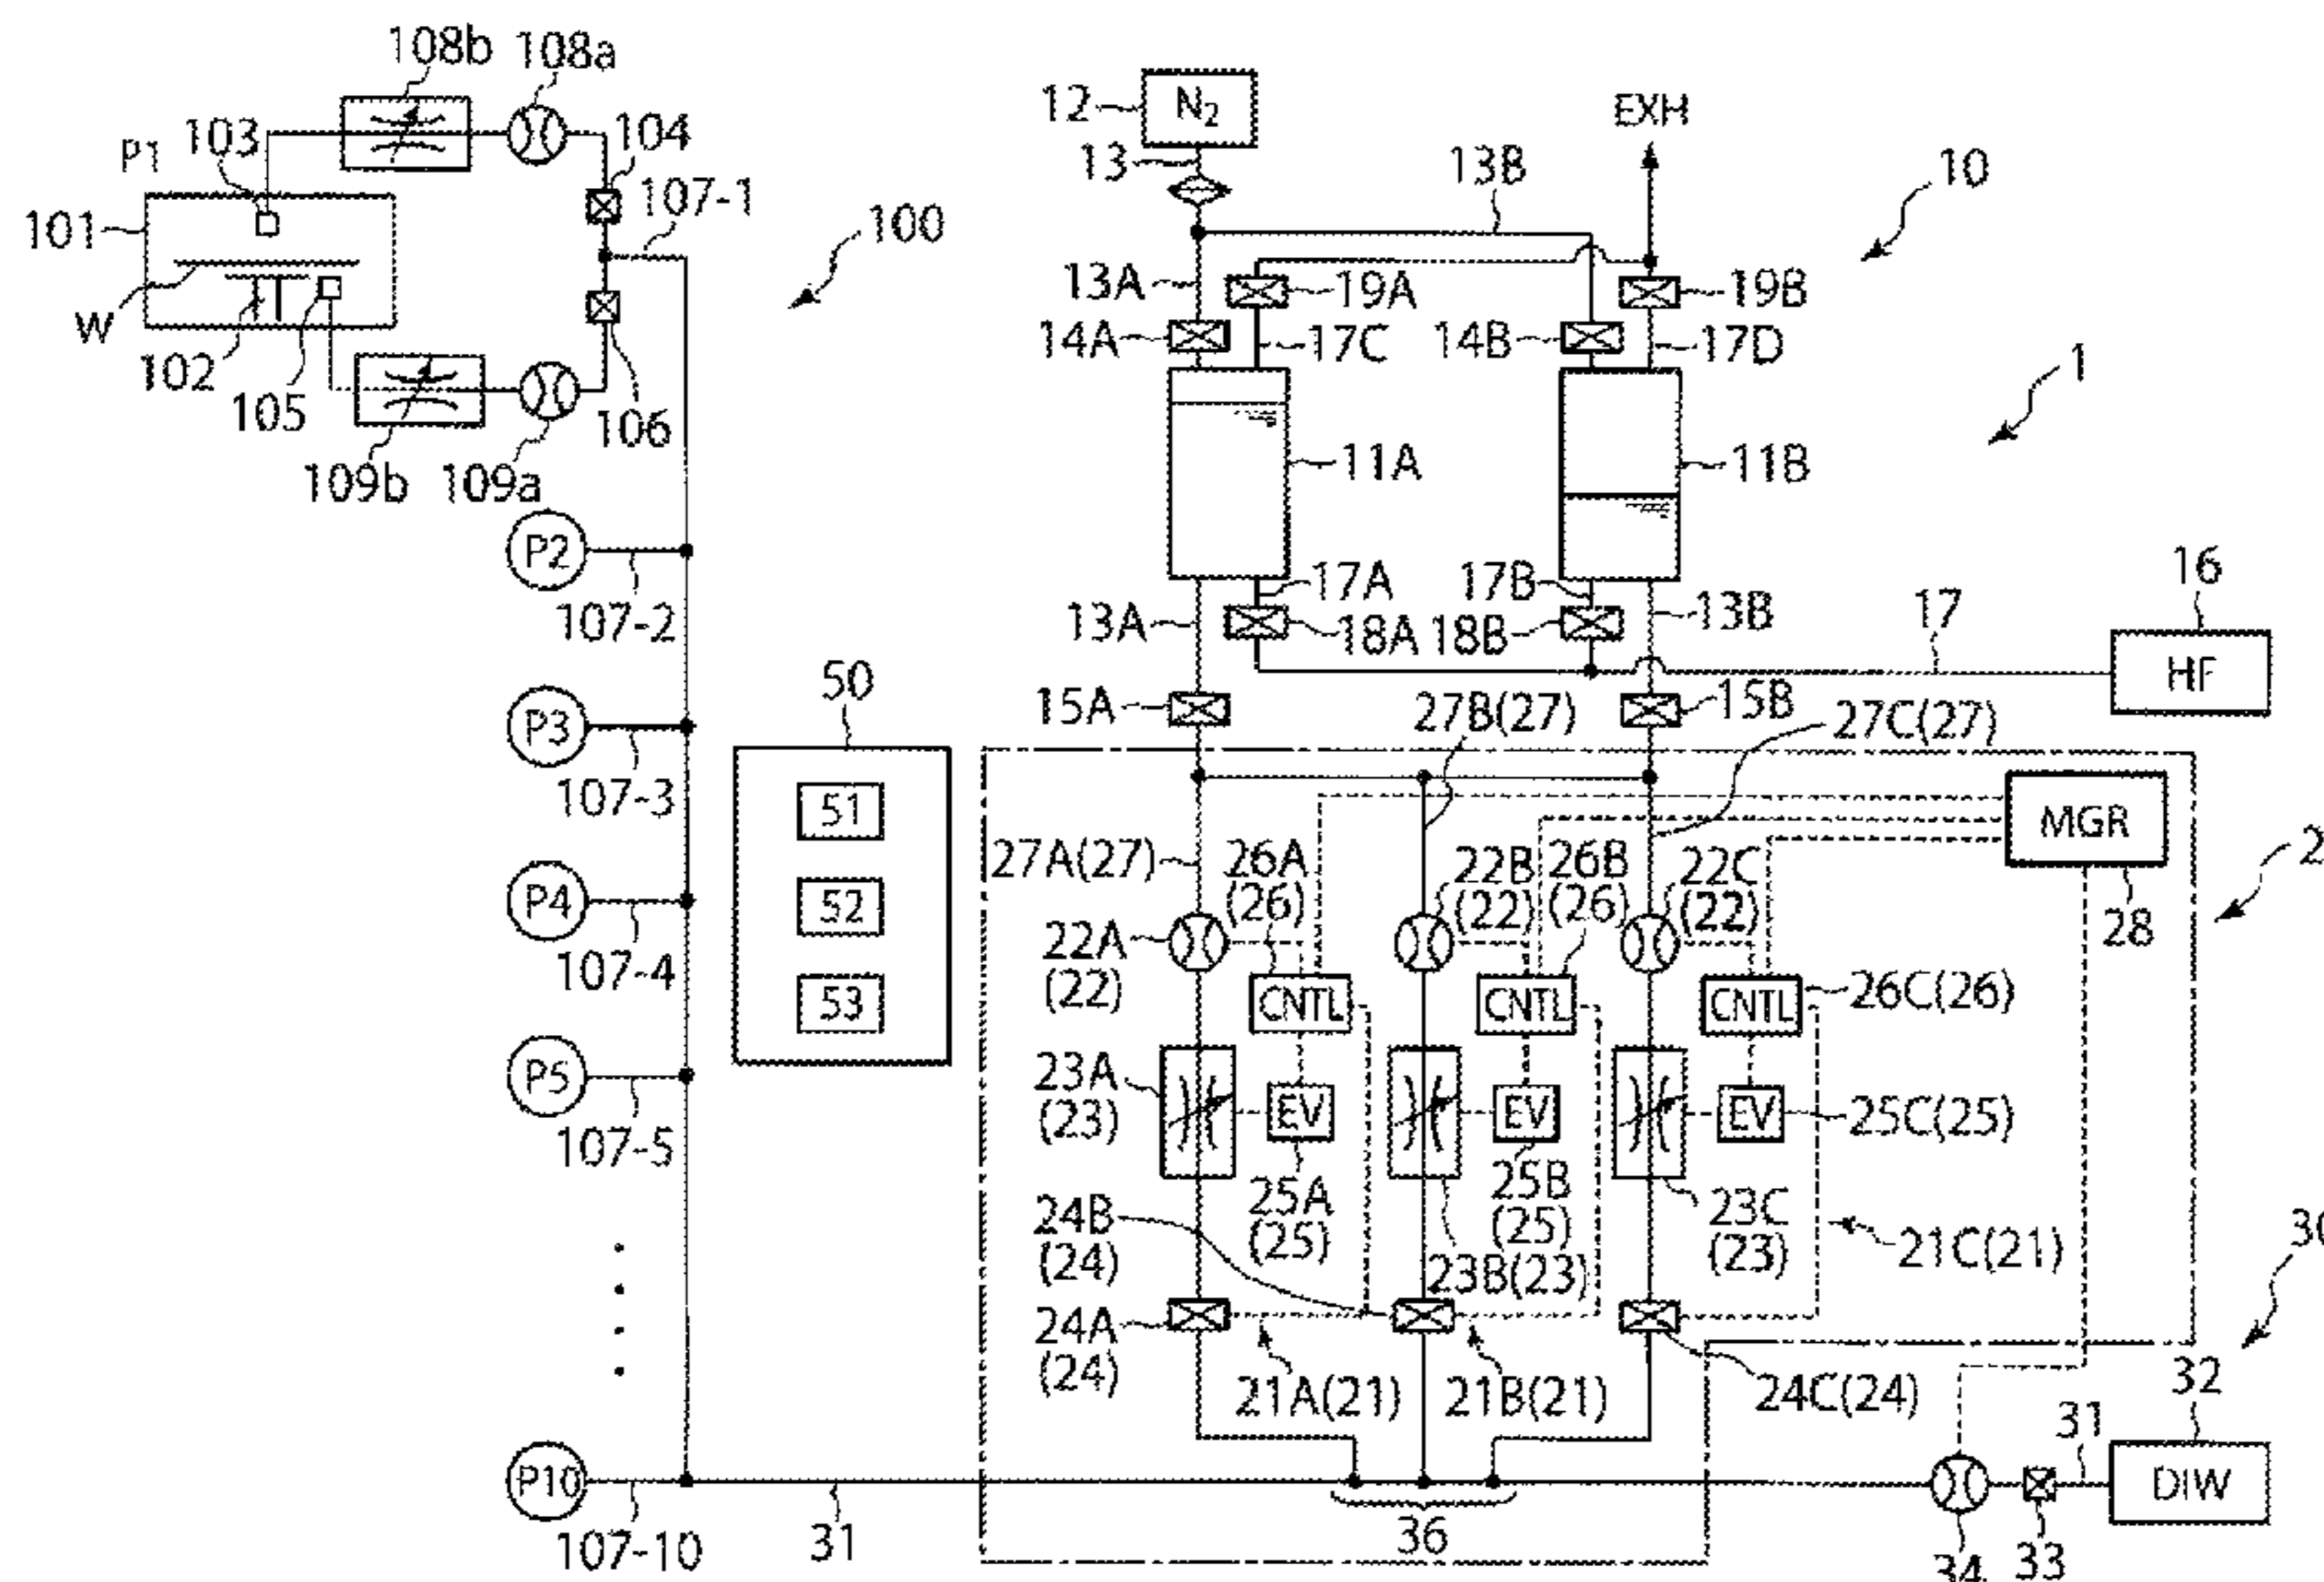 108b 108a
12 N2
EXH
P1 103
104
13
13B
10
107-1
101
100
13A
19A
19B
W
14A
17C
14B
17D
102
105
106
1
109b 109a
11A
11B
P2
107-2
17A
17B
16
13A
18A
18B
13B
17
HF
50
15A
27B(27)
15B
27C(27)
P3
107-3
51
MGR
27A(27)
26A
(26)
22B
(22)
26B
(26)
22C
(22)
28
P4
107-4
52
22A
(22)
53
CNTL
CNTL
CNTL
26C(26)
P5
107-5
23A
(23)
EV
EV
EV
25C(25)
25A
(25)
25B
(25)
23C
(23)
24B
(24)
23B(23)
21C(21)
24A
(24)
21A(21)
21B(21)
24C(24)
32
31
P10
107-10
31
36
34
33
DIW